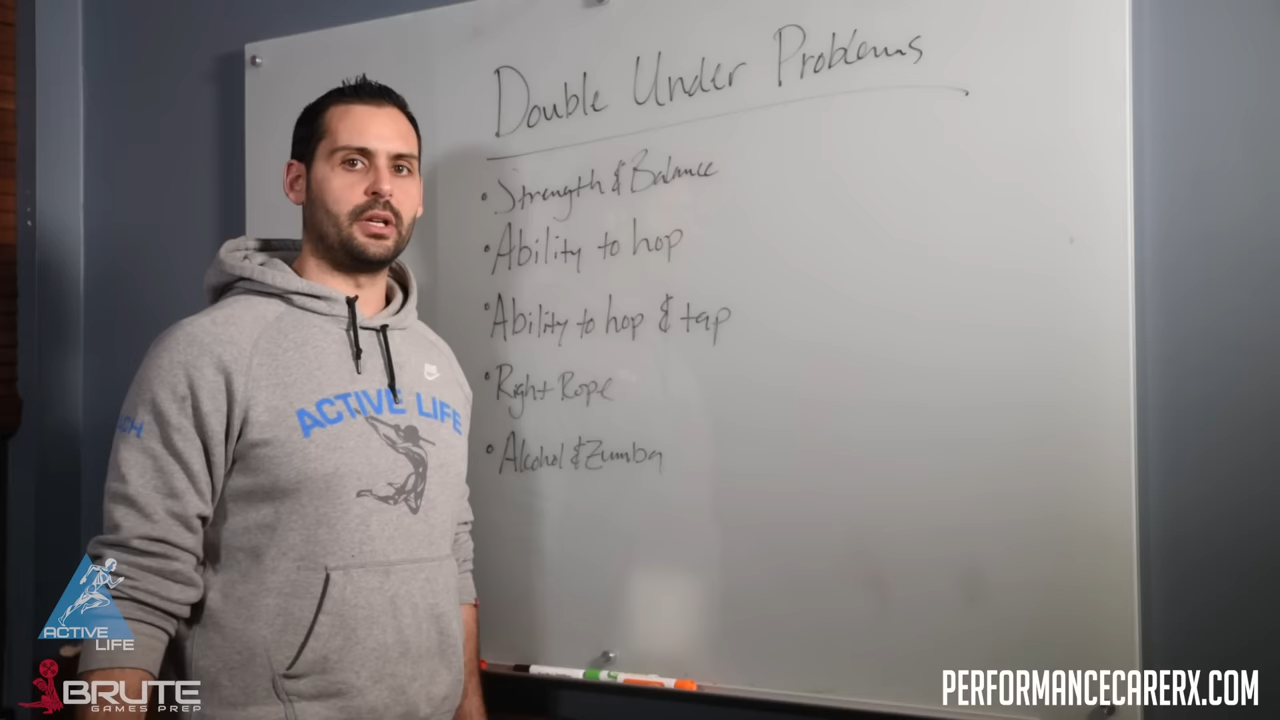 Double Under Problems
• Strength & Balance
• Ability to hop
• Ability to hop & tap
• Right Rope
• Alcohol & Zumba
ACTIVE LIFE
CH
ACTIVE
LIFE
BRUTE
GAMES PREP
PERFORMANCECARERX.COM